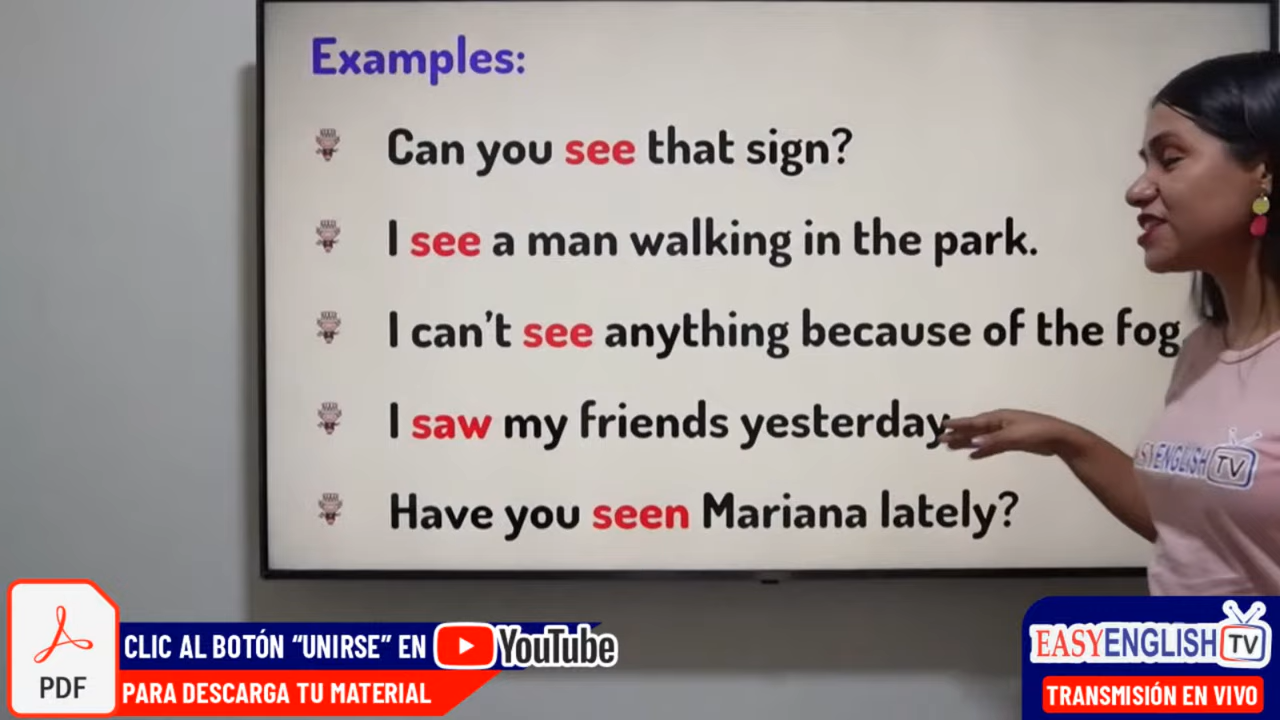 Examples:
Can you see that sign?
I see a man walking in the park.
I can't see anything because of the fog
I saw my friends yesterday
Have you seen Mariana lately?
EASYENGLISH TV
PDF
CLIC AL BOTÓN “UNIRSE” EN YouTube
PARA DESCARGA TU MATERIAL
EASYENGLISH TV
TRANSMISIÓN EN VIVO